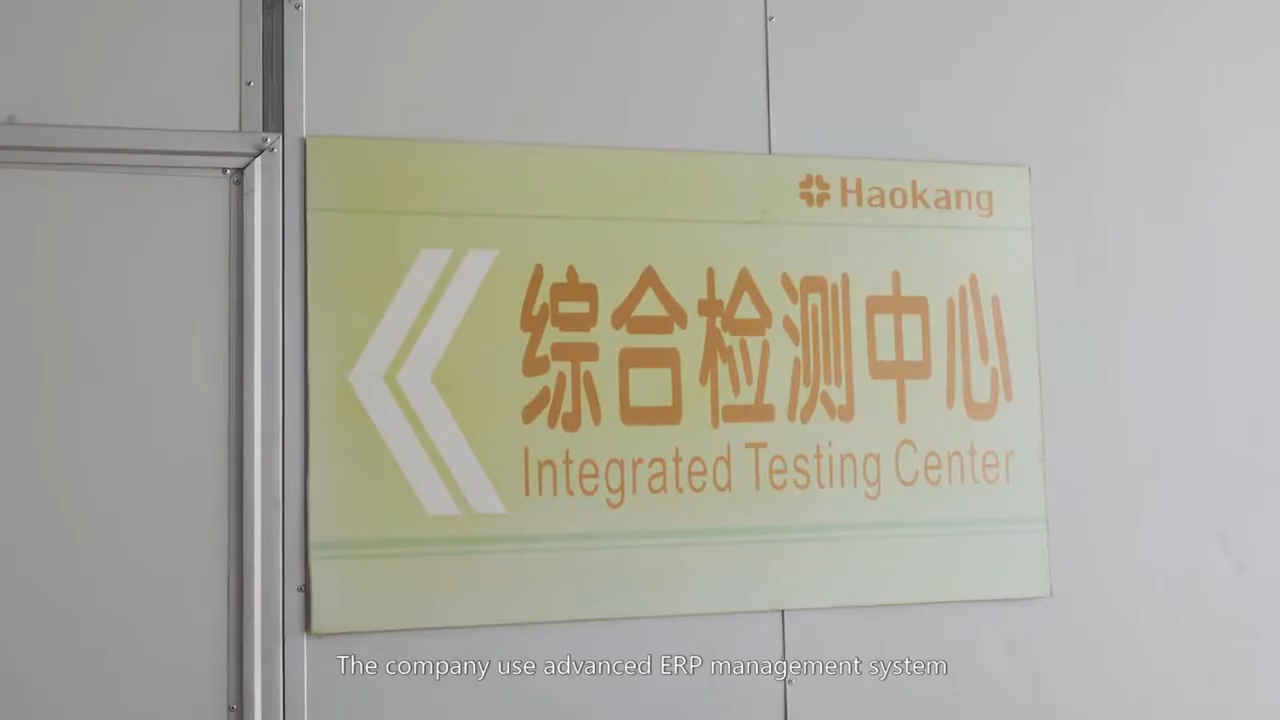 Haokang
综合检测中心
Integrated Testing Center
The company use advanced ERP management system